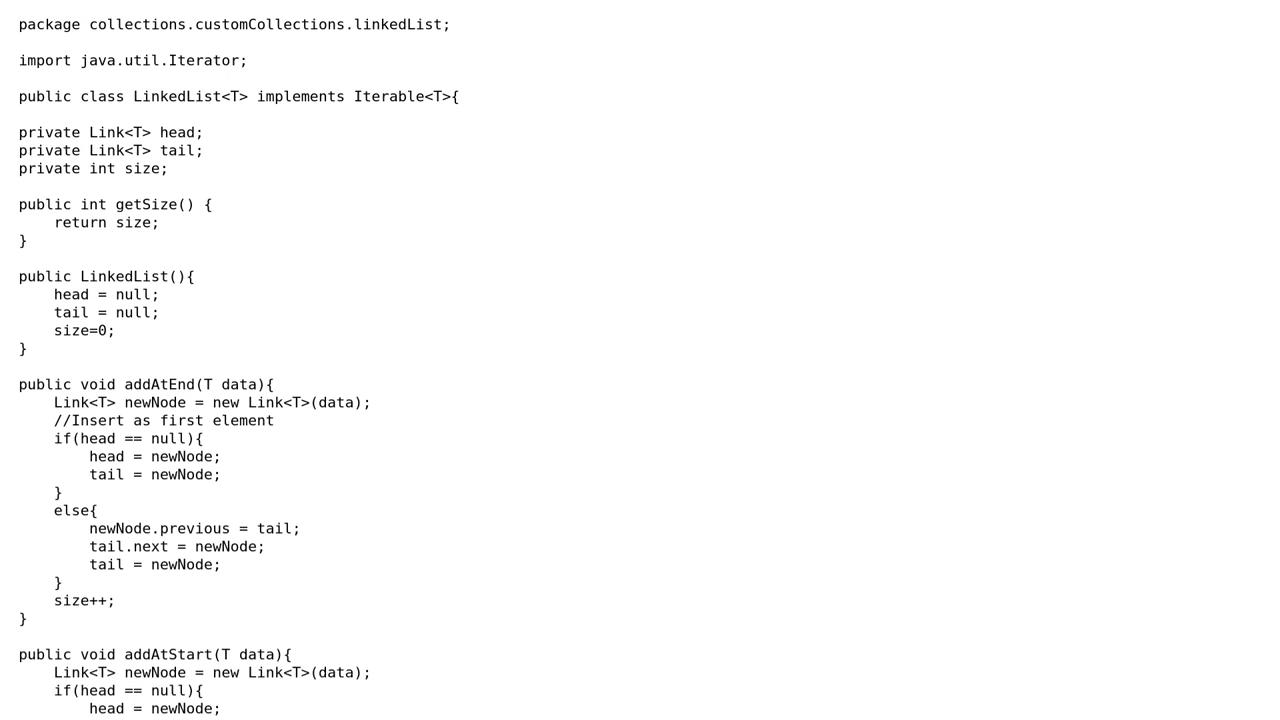 package collections.customCollections.linkedList;

import java.util.Iterator;

public class LinkedList<T> implements Iterable<T>{

private Link<T> head;
private Link<T> tail;
private int size;

public int getSize() {
    return size;
}

public LinkedList(){
    head = null;
    tail = null;
    size=0;
}

public void addAtEnd(T data){
    Link<T> newNode = new Link<T>(data);
    //Insert as first element
    if(head == null){
        head = newNode;
        tail = newNode;
    }
    else{
        newNode.previous = tail;
        tail.next = newNode;
        tail = newNode;
    }
    size++;
}

public void addAtStart(T data){
    Link<T> newNode = new Link<T>(data);
    if(head == null){
        head = newNode;